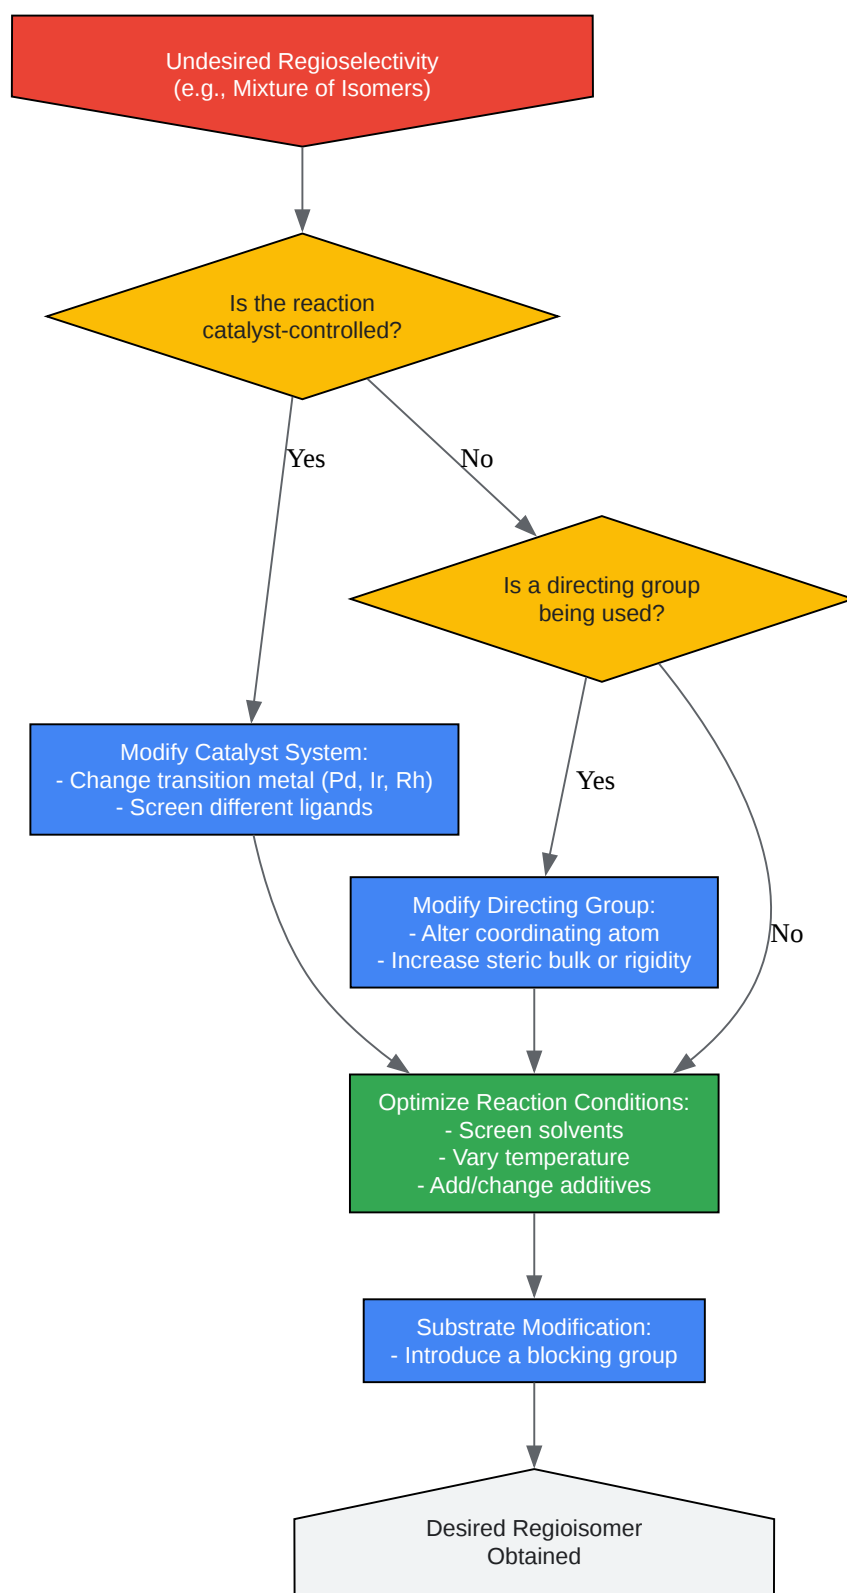 Undesired Regioselectivity
(e.g., Mixture of Isomers)
Is the reaction
catalyst-controlled?
Yes
No
Is a directing group
being used?
Modify Catalyst System:
- Change transition metal (Pd, Ir, Rh)
- Screen different ligands
Yes
Modify Directing Group:
- Alter coordinating atom
- Increase steric bulk or rigidity
No
Optimize Reaction Conditions:
- Screen solvents
- Vary temperature
- Add/change additives
Substrate Modification:
- Introduce a blocking group
Desired Regioisomer
Obtained